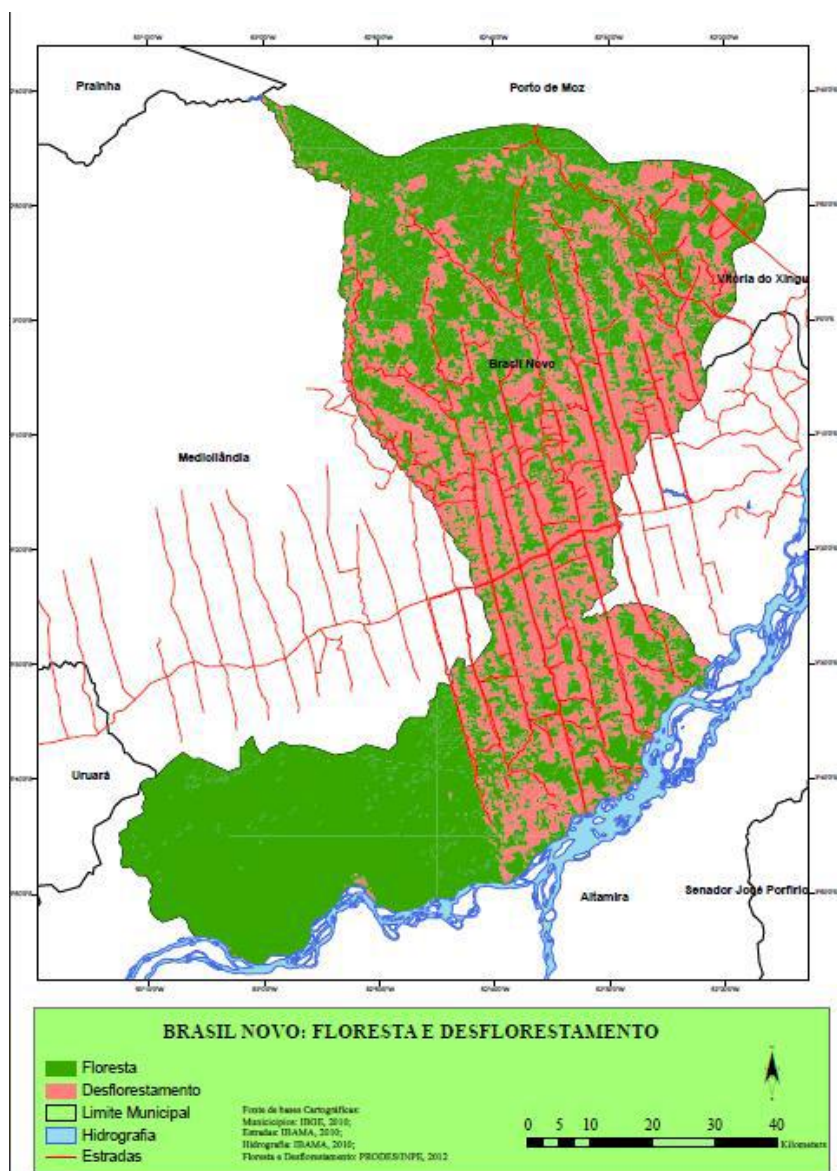 Prainha
Porto de Moz
Vitória do Xingu
Brasil Novo
Medicilândia
Uruará
Altamira
Senador José Porfírio
BRASIL NOVO: FLORESTA E DESFLORESTAMENTO
Floresta
Desflorestamento
Limite Municipal
Hidrografia
Estradas
Fonte de bases Cartográficas:
Municicípios: IBGE, 2010;
Estradas: IBAMA, 2010;
Hidrografia: IBAMA, 2010;
Floresta e Desflorestamento: PRODES/INPE, 2012
0 5 10 20 30 40
Kilometers